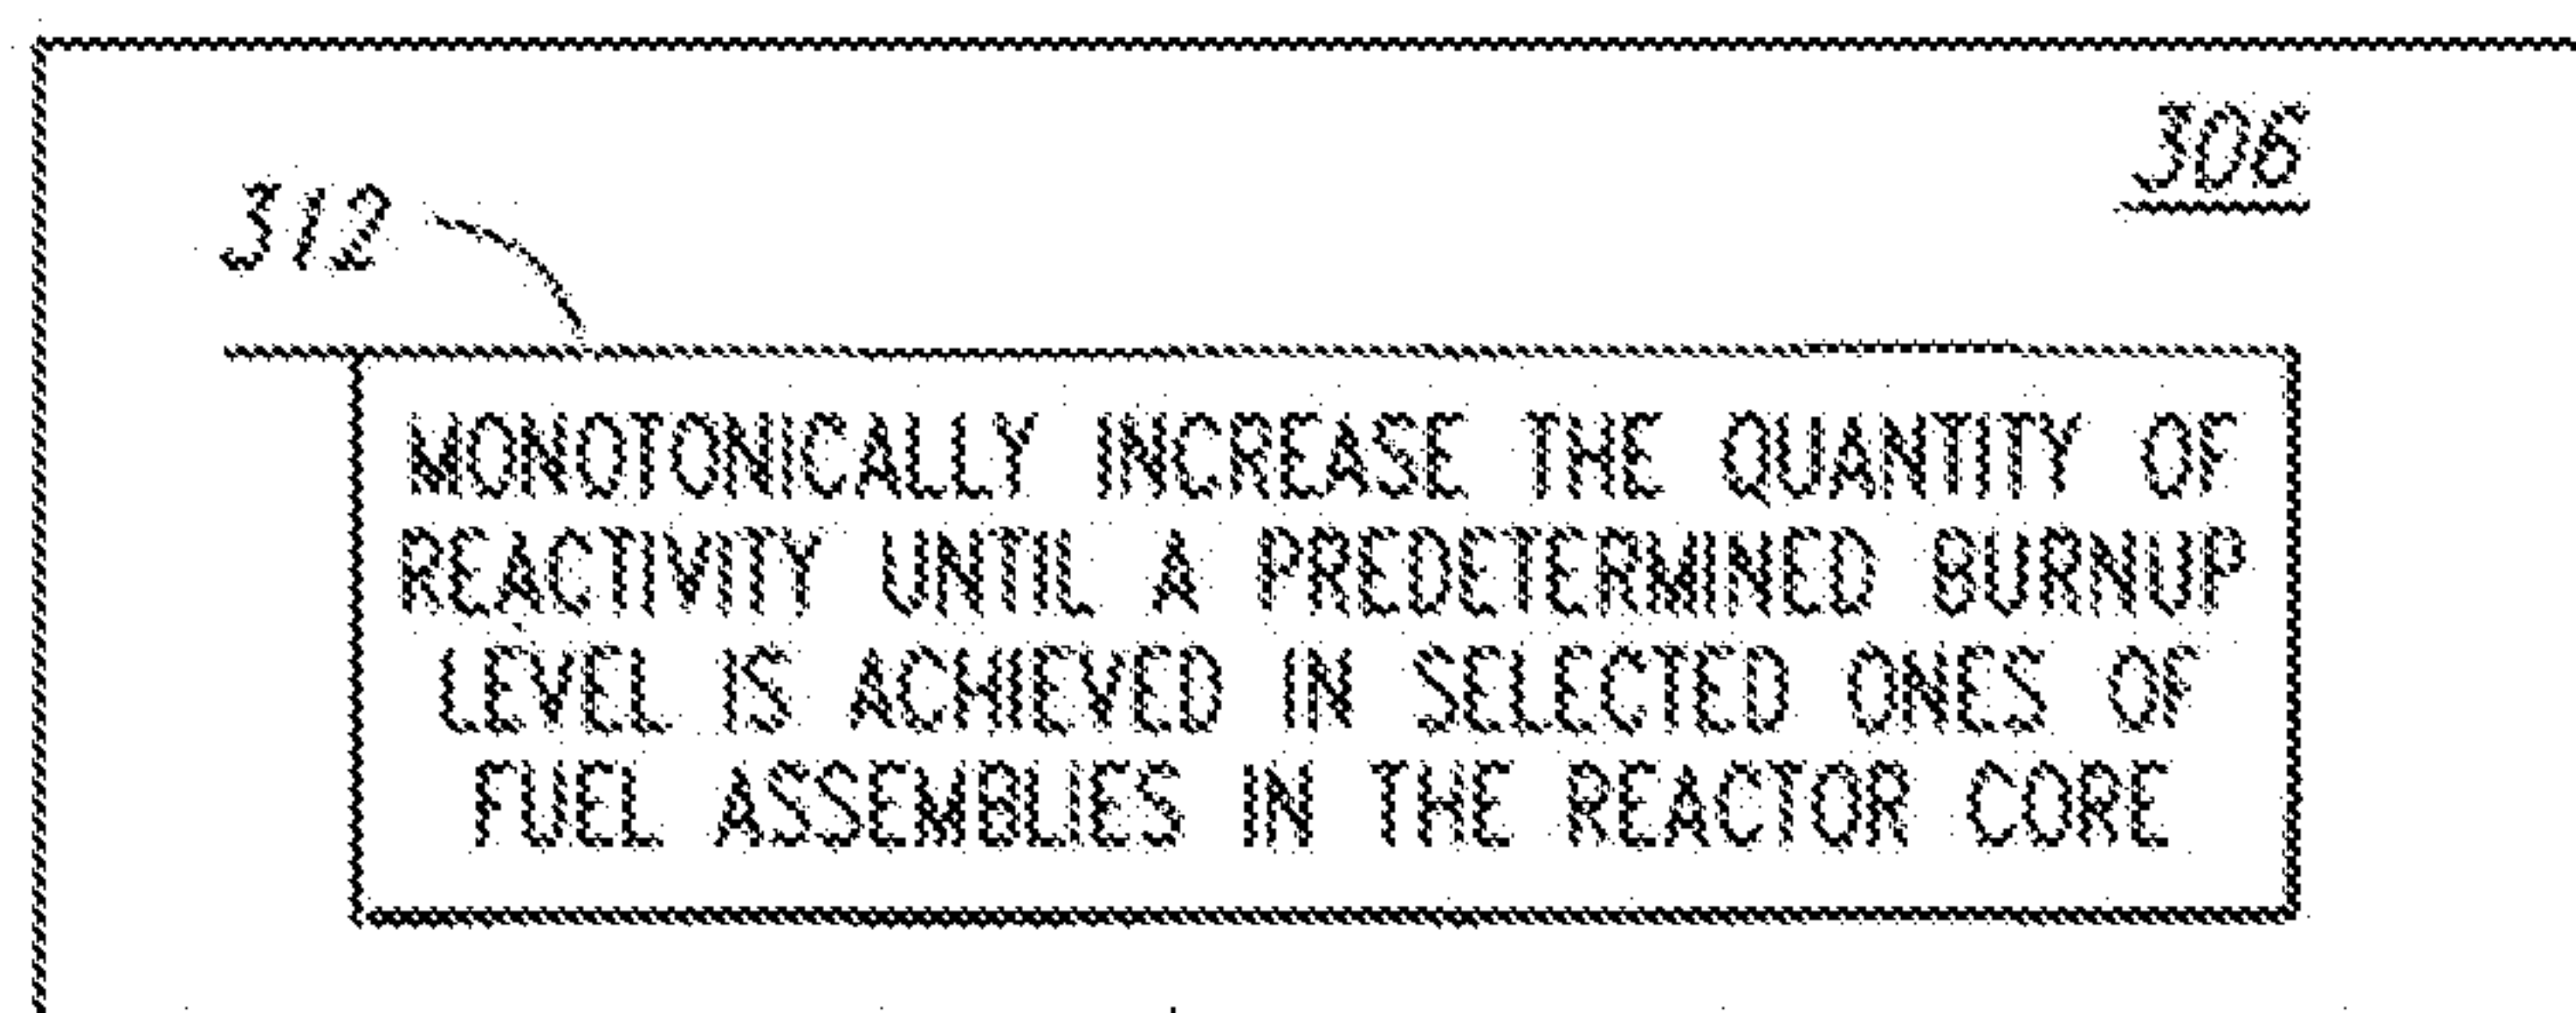 306
312
MONOTONICALLY INCREASE THE QUANTITY OF
REACTIVITY UNTIL A PREDETERMINED BURNUP
LEVEL IS ACHIEVED IN SELECTED ONES OF
FUEL ASSEMBLIES IN THE REACTOR CORE